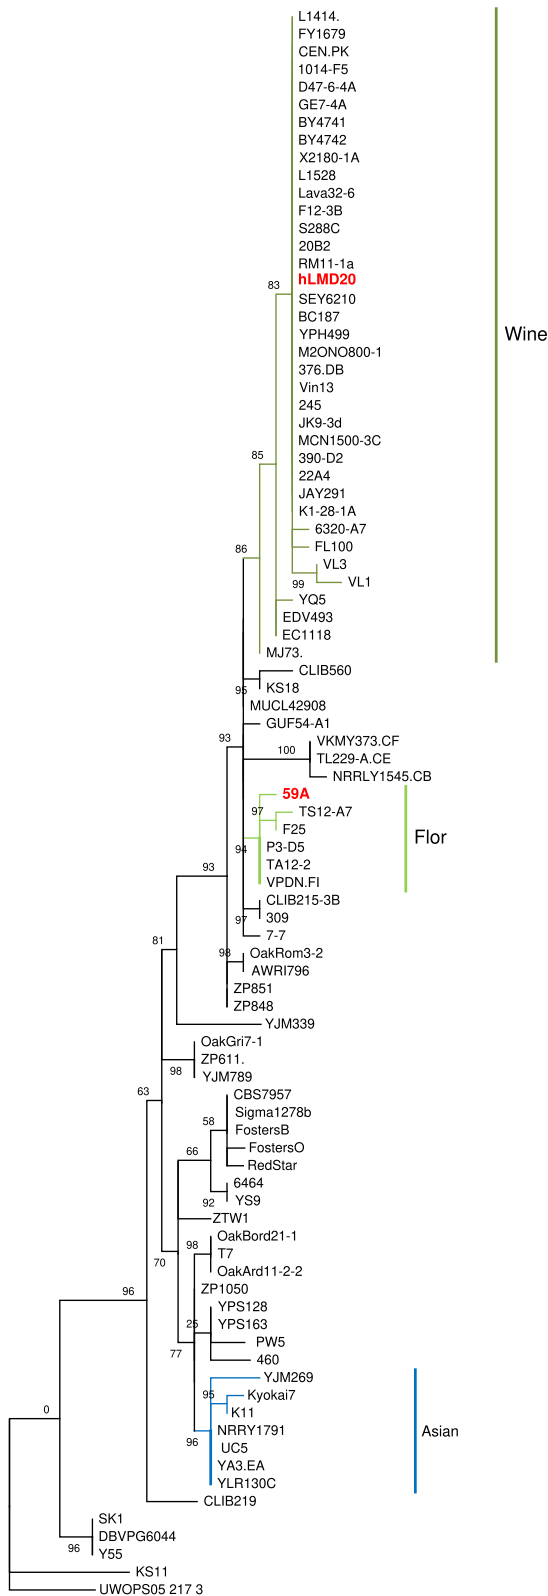 L1414.
FY1679
CEN.PK
1014-F5
D47-6-4A
GE7-4A
BY4741
BY4742
X2180-1A
L1528
Lava32-6
F12-3B
S288C
20B2
RM11-1a
hLMD20
83
SEY6210
BC187
YPH499
Wine
M2ONO800-1
376.DB
Vin13
245
JK9-3d
MCN1500-3C
85
390-D2
22A4
JAY291
K1-28-1A
6320-A7
86
FL100
VL3
99
VL1
YQ5
EDV493
EC1118
MJ73.
CLIB560
95
KS18
MUCL42908
GUF54-A1
93
VKMY373.CF
100
TL229-A.CE
NRRLY1545.CB
59A
97
TS12-A7
F25
Flor
94
P3-D5
TA12-2
93
VPDN.FI
CLIB215-3B
97
309
7-7
81
98
OakRom3-2
AWRI796
ZP851
ZP848
YJM339
OakGri7-1
ZP611.
98
YJM789
63
CBS7957
Sigma1278b
58
FostersB
FostersO
66
RedStar
6464
92
YS9
ZTW1
OakBord21-1
98
T7
70
OakArd11-2-2
96
ZP1050
YPS128
25
YPS163
PW5
77
460
YJM269
95
Kyokai7
0
K11
NRRY1791
Asian
96
UC5
YA3.EA
YLR130C
CLIB219
SK1
DBVPG6044
96
Y55
KS11
UWOPS05 217 3